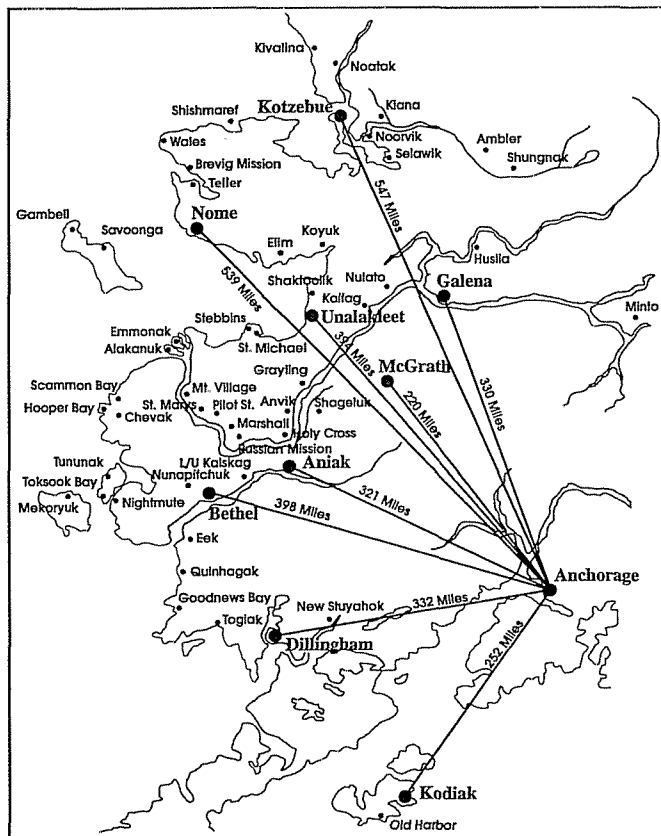 Kivalina
Noatak
Kotzebue
Kiana
Shishmaref
Noorvik
Wales
Ambler
Selawik
Shungnak
Brevig Mission
Teller
547 Miles
Gambell
Savoonga
Nome
Koyuk
Elim
Huslia
539 Miles
Shaktoolik
Nulato
Galena
Kaltag
Minto
Unalakleet
Stebbins
Emmonak
St. Michael
Alakanuk
394 Miles
McGrath
Grayling
Scammon Bay
Mt. Village
220 Miles
330 Miles
Hooper Bay
St. Marys
Pilot St.
Anvik
Shageluk
Chevak
Marshall
Holy Cross
Russian Mission
L/U Kalskag
Aniak
Tununak
Nunapitchuk
321 Miles
Toksook Bay
Mekoryuk
Nightmute
Bethel
398 Miles
Eek
Quinhagak
Anchorage
Goodnews Bay
New Stuyahok
332 Miles
Togiak
Dillingham
252 Miles
Kodiak
Old Harbor